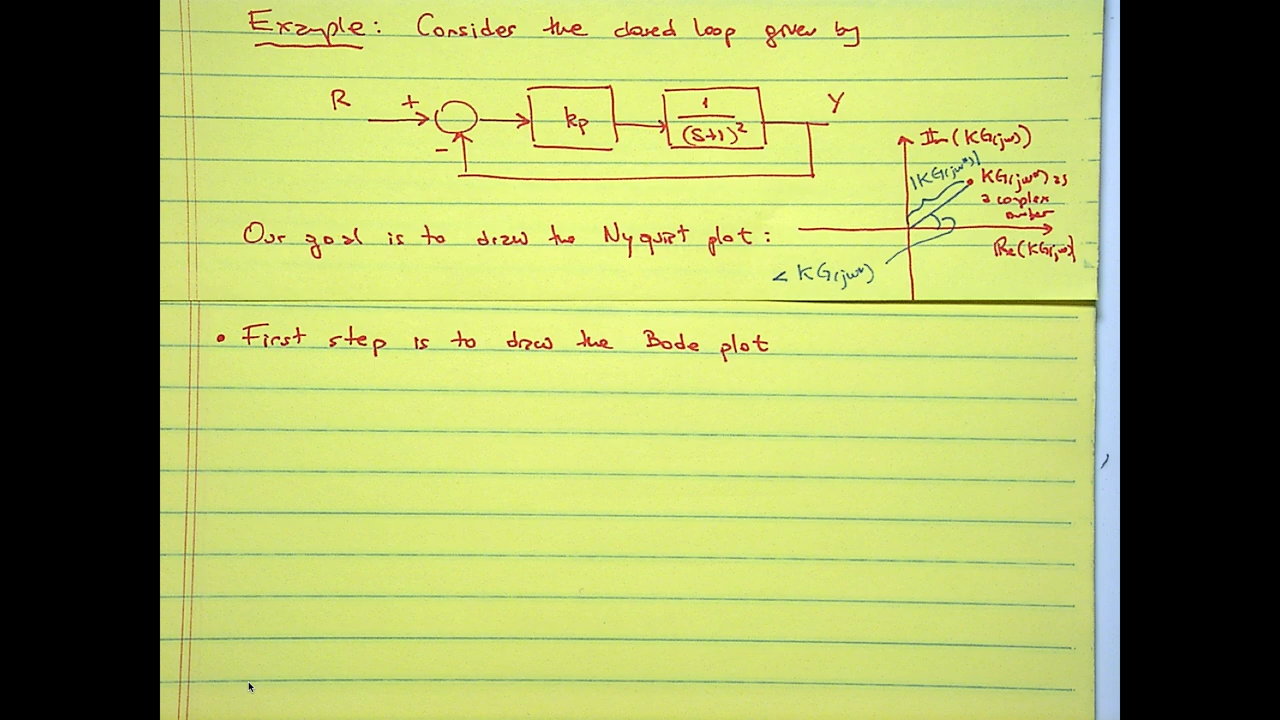 Example: Consider the closed loop given by
R + kp 1/(s+1)² Y
-
Im(KG(jω))
|KG(jω*)|
KG(jω*) as
a complex
number
Our goal is to draw the Nyquist plot:
Re(KG(jω))
∠ KG(jω*)
• First step is to draw the Bode plot